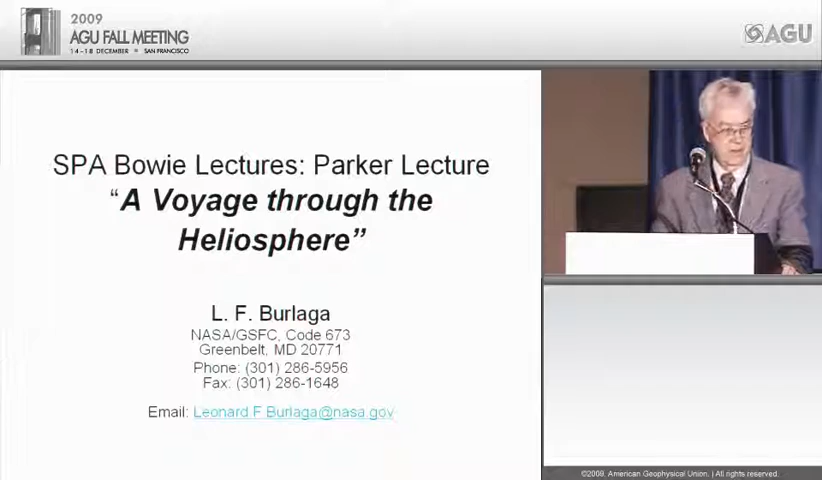 2009
AGU FALL MEETING
14-18 DECEMBER • SAN FRANCISCO
AGU
SPA Bowie Lectures: Parker Lecture
“A Voyage through the
Heliosphere”
L. F. Burlaga
NASA/GSFC, Code 673
Greenbelt, MD 20771
Phone: (301) 286-5956
Fax: (301) 286-1648
Email: Leonard F Burlaga@nasa.gov
©2009. American Geophysical Union. | All rights reserved.